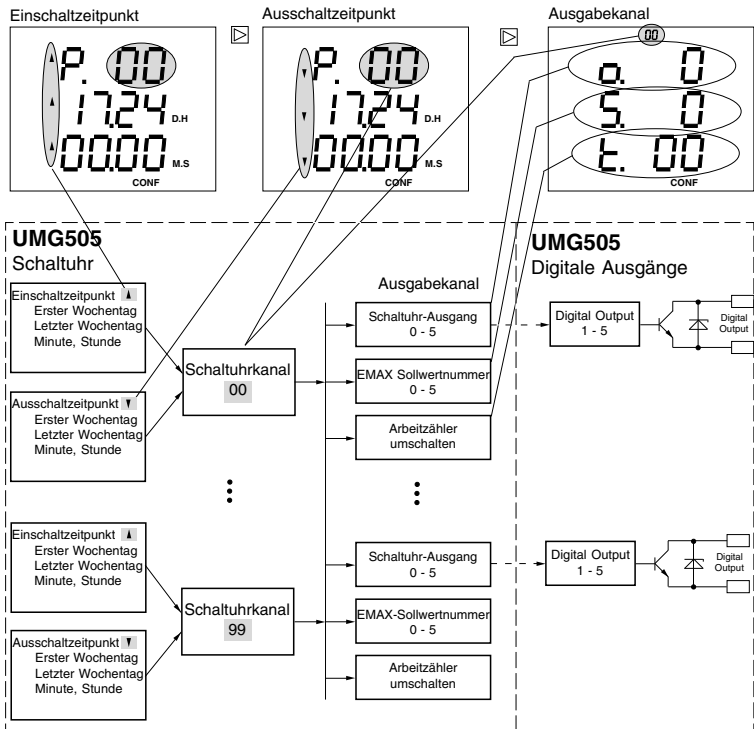 Einschaltzeitpunkt
Ausschaltzeitpunkt
Ausgabekanal
P. 00
17.24 D.H
00.00 M.S
CONF
P. 00
17.24 D.H
00.00 M.S
CONF
00
o. 0
S. 0
t. 00
CONF
UMG505
Schaltuhr
UMG505
Digitale Ausgänge
Ausgabekanal
Einschaltzeitpunkt
Erster Wochentag
Letzter Wochentag
Minute, Stunde
Ausschaltzeitpunkt
Erster Wochentag
Letzter Wochentag
Minute, Stunde
Schaltuhrkanal
00
Schaltuhr-Ausgang
0 - 5
EMAX Sollwertnummer
0 - 5
Arbeitzähler
umschalten
Digital Output
1 - 5
Digital
Output
Einschaltzeitpunkt
Erster Wochentag
Letzter Wochentag
Minute, Stunde
Ausschaltzeitpunkt
Erster Wochentag
Letzter Wochentag
Minute, Stunde
Schaltuhrkanal
99
Schaltuhr-Ausgang
0 - 5
EMAX-Sollwertnummer
0 - 5
Arbeitzähler
umschalten
Digital Output
1 - 5
Digital
Output